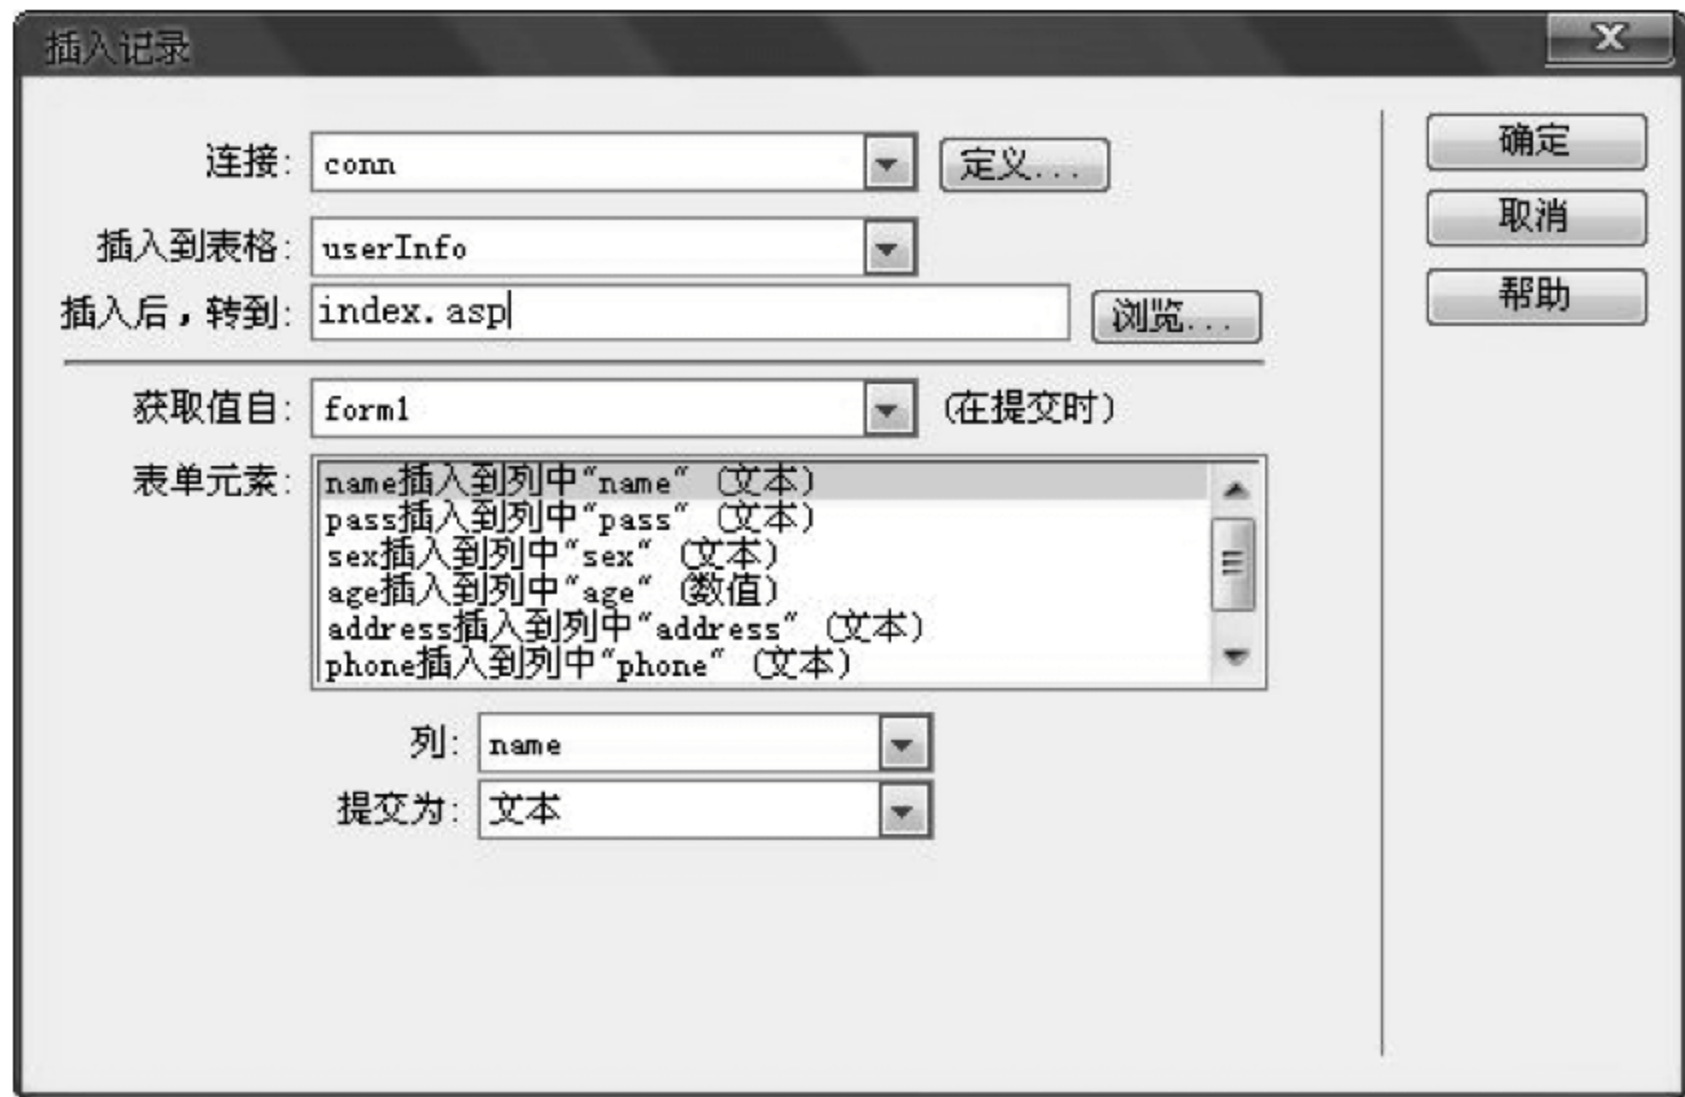 插入记录
连接: conn 定义...
插入到表格: userInfo
插入后，转到: index.asp 浏览...
获取值自: form1 (在提交时)
表单元素: name插入到列中"name" (文本)
pass插入到列中"pass" (文本)
sex插入到列中"sex" (文本)
age插入到列中"age" (数值)
address插入到列中"address" (文本)
phone插入到列中"phone" (文本)
列: name
提交为: 文本
确定
取消
帮助